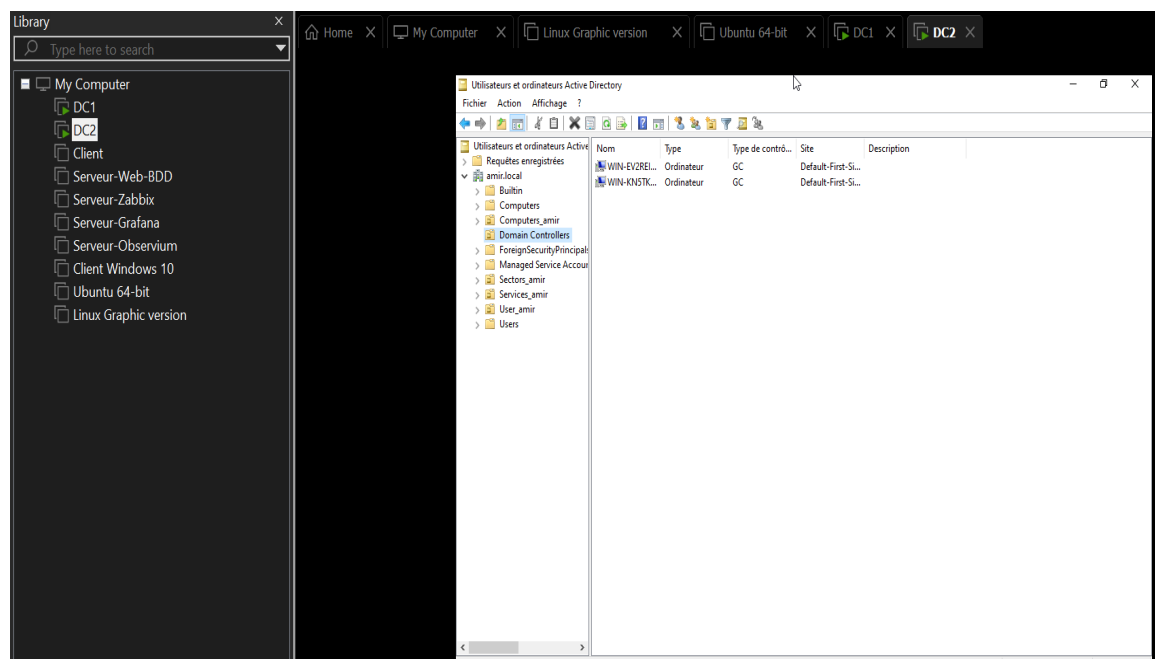 Library X
Type here to search
My Computer
DC1
DC2
Client
Serveur-Web-BDD
Serveur-Zabbix
Serveur-Grafana
Serveur-Observium
Client Windows 10
Ubuntu 64-bit
Linux Graphic version
Home X My Computer X Linux Graphic version X Ubuntu 64-bit X DC1 X DC2 X
Utilisateurs et ordinateurs Active Directory
Fichier Action Affichage ?
Utilisateurs et ordinateurs Active
Requêtes enregistrées
amir.local
Builtin
Computers
Computers_amir
Domain Controllers
ForeignSecurityPrincipals
Managed Service Accour
Sectors_amir
Services_amir
User_amir
Users
Nom Type Type de contrô... Site Description
WIN-EV2REI... Ordinateur GC Default-First-Si...
WIN-KN5TK... Ordinateur GC Default-First-Si...